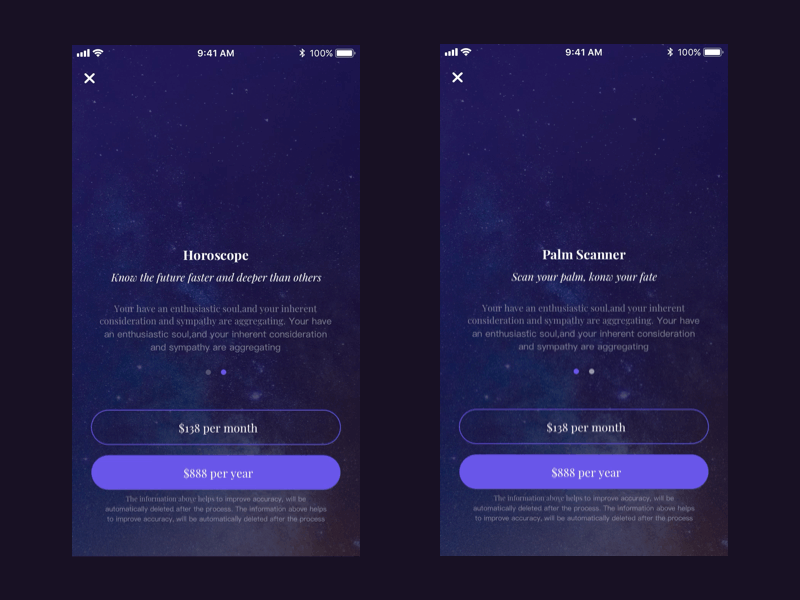 9:41 AM
100%
Horoscope
Know the future faster and deeper than others
Your have an enthusiastic soul,and your inherent
consideration and sympathy are aggregating. Your have
an enthusiastic soul,and your inherent consideration
and sympathy are aggregating
$138 per month
$888 per year
The information above helps to improve accuracy, will be
automatically deleted after the process. The information above helps
to improve accuracy, will be automatically deleted after the process
9:41 AM
100%
Palm Scanner
Scan your palm, konw your fate
Your have an enthusiastic soul,and your inherent
consideration and sympathy are aggregating. Your have
an enthusiastic soul,and your inherent consideration
and sympathy are aggregating
$138 per month
$888 per year
The information above helps to improve accuracy, will be
automatically deleted after the process. The information above helps
to improve accuracy, will be automatically deleted after the process